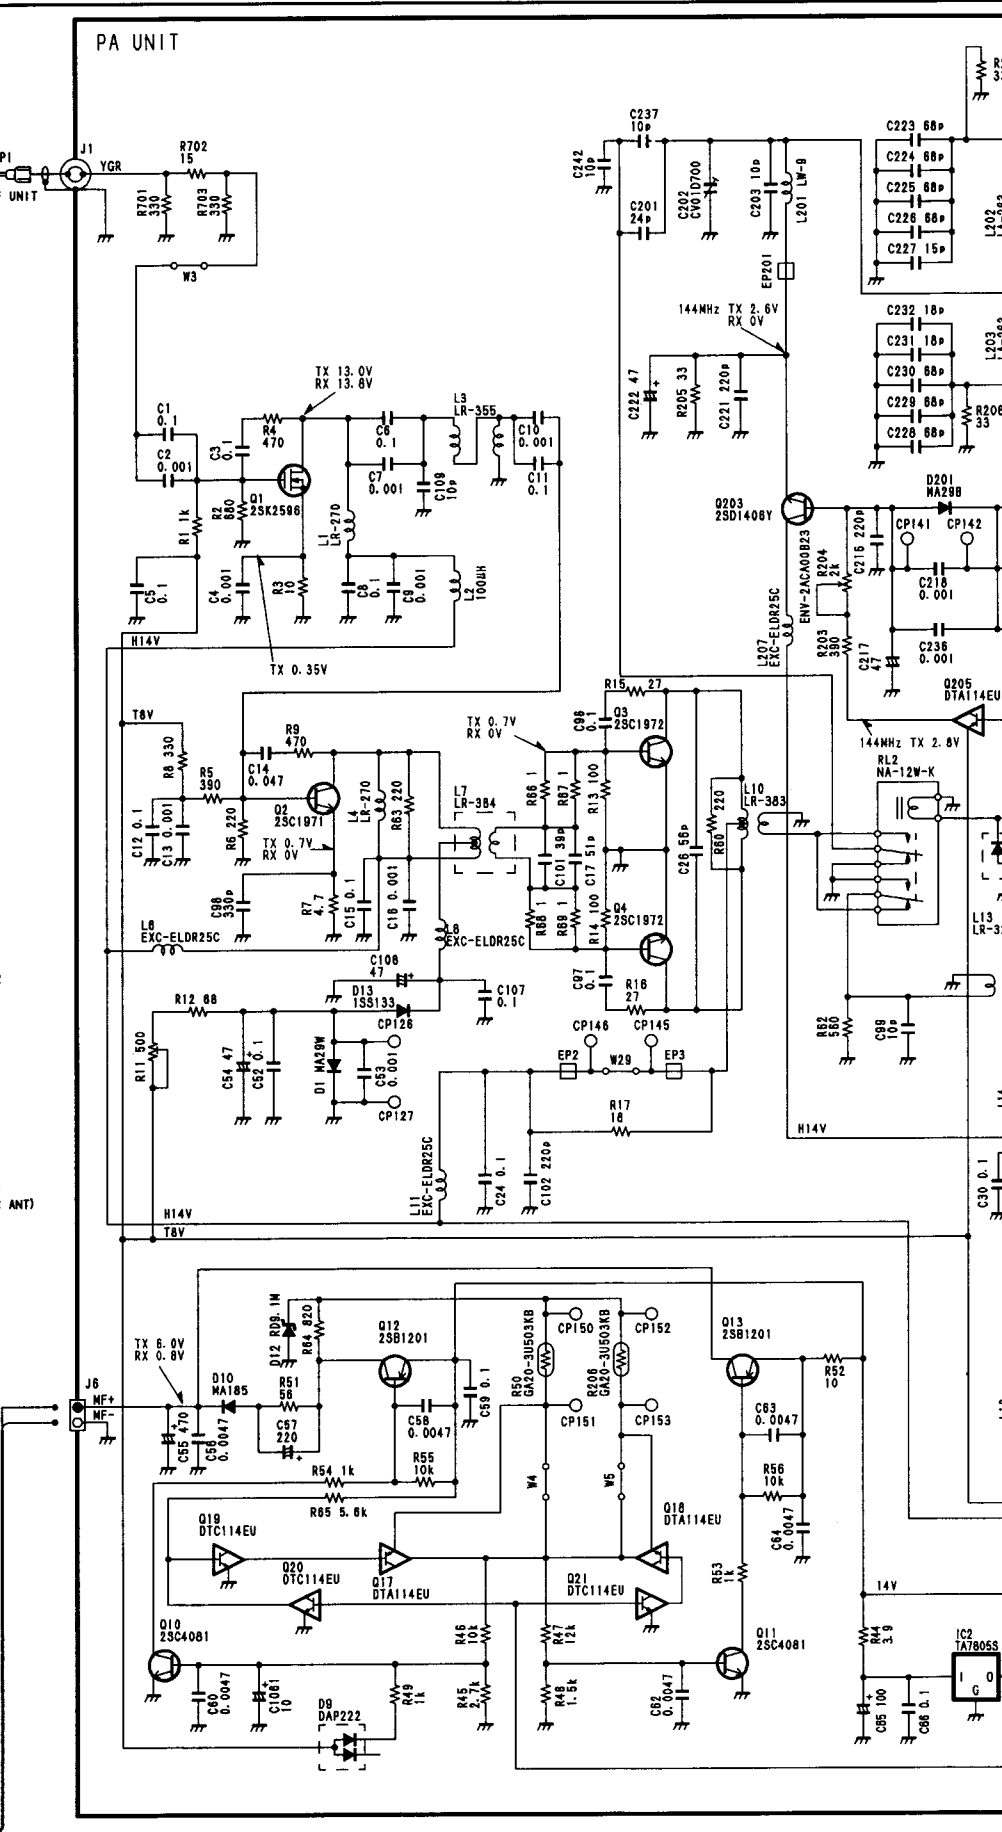 PA UNIT
P1
UNIT
J1
YGR
R702
15
R701
330
R703
330
W3
C237
10p
C242
10p
C201
24p
C202
CV01D700
C203 10p
L201 LW-9
EP201
144MHz TX 2.6V
RX 0V
C222 47
R205 33
C221 220p
C223 68p
C224 68p
C225 68p
C226 68p
C227 15p
L202
C232 18p
C231 18p
C230 68p
C229 68p
C228 68p
L203
R206
33
TX 13.0V
RX 13.8V
C1
0.1
C2
0.001
C3
0.1
R4
470
Q1
2SK2596
R2
680
R1 1k
C5
0.1
C4
0.001
R3
10
L1
LR-270
C6
0.1
C7
0.001
C109
10p
L3
LR-355
C10
0.001
C11
0.1
C8
0.1
C9
0.001
L2
100µH
H14V
TX 0.35V
Q203
2SD1406Y
D201
MA29B
CP141
CP142
C216 220p
R204
2k
ENV-2ACA00B23
C218
0.001
C236
0.001
L207
EXC-ELDR25C
R203
390
C217
47
Q205
DTA114EU
144MHz TX 2.8V
T8V
R8 330
R5
390
R9
470
C14
0.047
Q2
2SC1971
TX 0.7V
RX 0V
C12 0.1
C13 0.001
R6 220
C98
330p
R7
4.7
L4
LR-270
R63 220
C15 0.1
C16 0.001
L7
LR-384
L6
EXC-ELDR25C
L8
EXC-ELDR25C
TX 0.7V
RX 0V
R15 27
C96
0.1
Q3
2SC1972
R66 1
R67 1
R13 100
C101 39p
C17 51p
R68 1
R69 1
R14 100
Q4
2SC1972
C97
0.1
R16
27
C26 56p
R60
220
L10
LR-383
RL2
NA-12W-K
L13
R62
560
C99
10p
C108
47
D13
1SS133
C107
0.1
R12 68
R11 500
C54 47
C52 0.1
D1 MA29W
CP126
C53
0.001
CP127
CP146
CP145
EP2
W29
EP3
R17
18
L11
EXC-ELDR25C
C24 0.1
C102 220p
H14V
C30 0.1
ANT)
H14V
T8V
D12 RD9.1M
R64 820
Q12
2SB1201
TX 6.0V
RX 0.8V
J6
MF+
MF-
D10
MA185
R51
56
C57
220
C55 470
C56
0.0047
C58
0.0047
C59 0.1
R54 1k
R55
10k
R65 5.6k
R50
GA20-3U503KB
CP150
CP151
R206
GA20-3U503KB
CP152
CP153
W4
W5
Q13
2SB1201
R52
10
C63
0.0047
R56
10k
C64
0.0047
R53
1k
Q19
DTC114EU
Q20
DTC114EU
Q17
DTA114EU
Q18
DTA114EU
Q21
DTC114EU
Q10
2SC4081
C60
0.0047
C1061
10
D9
DAP222
R49
1k
R46
10k
R45
2.7k
R47
12k
R48
1.5k
C62
0.0047
Q11
2SC4081
14V
R44
3.9
C65 100
C66 0.1
IC2
TA7805S
I
O
G